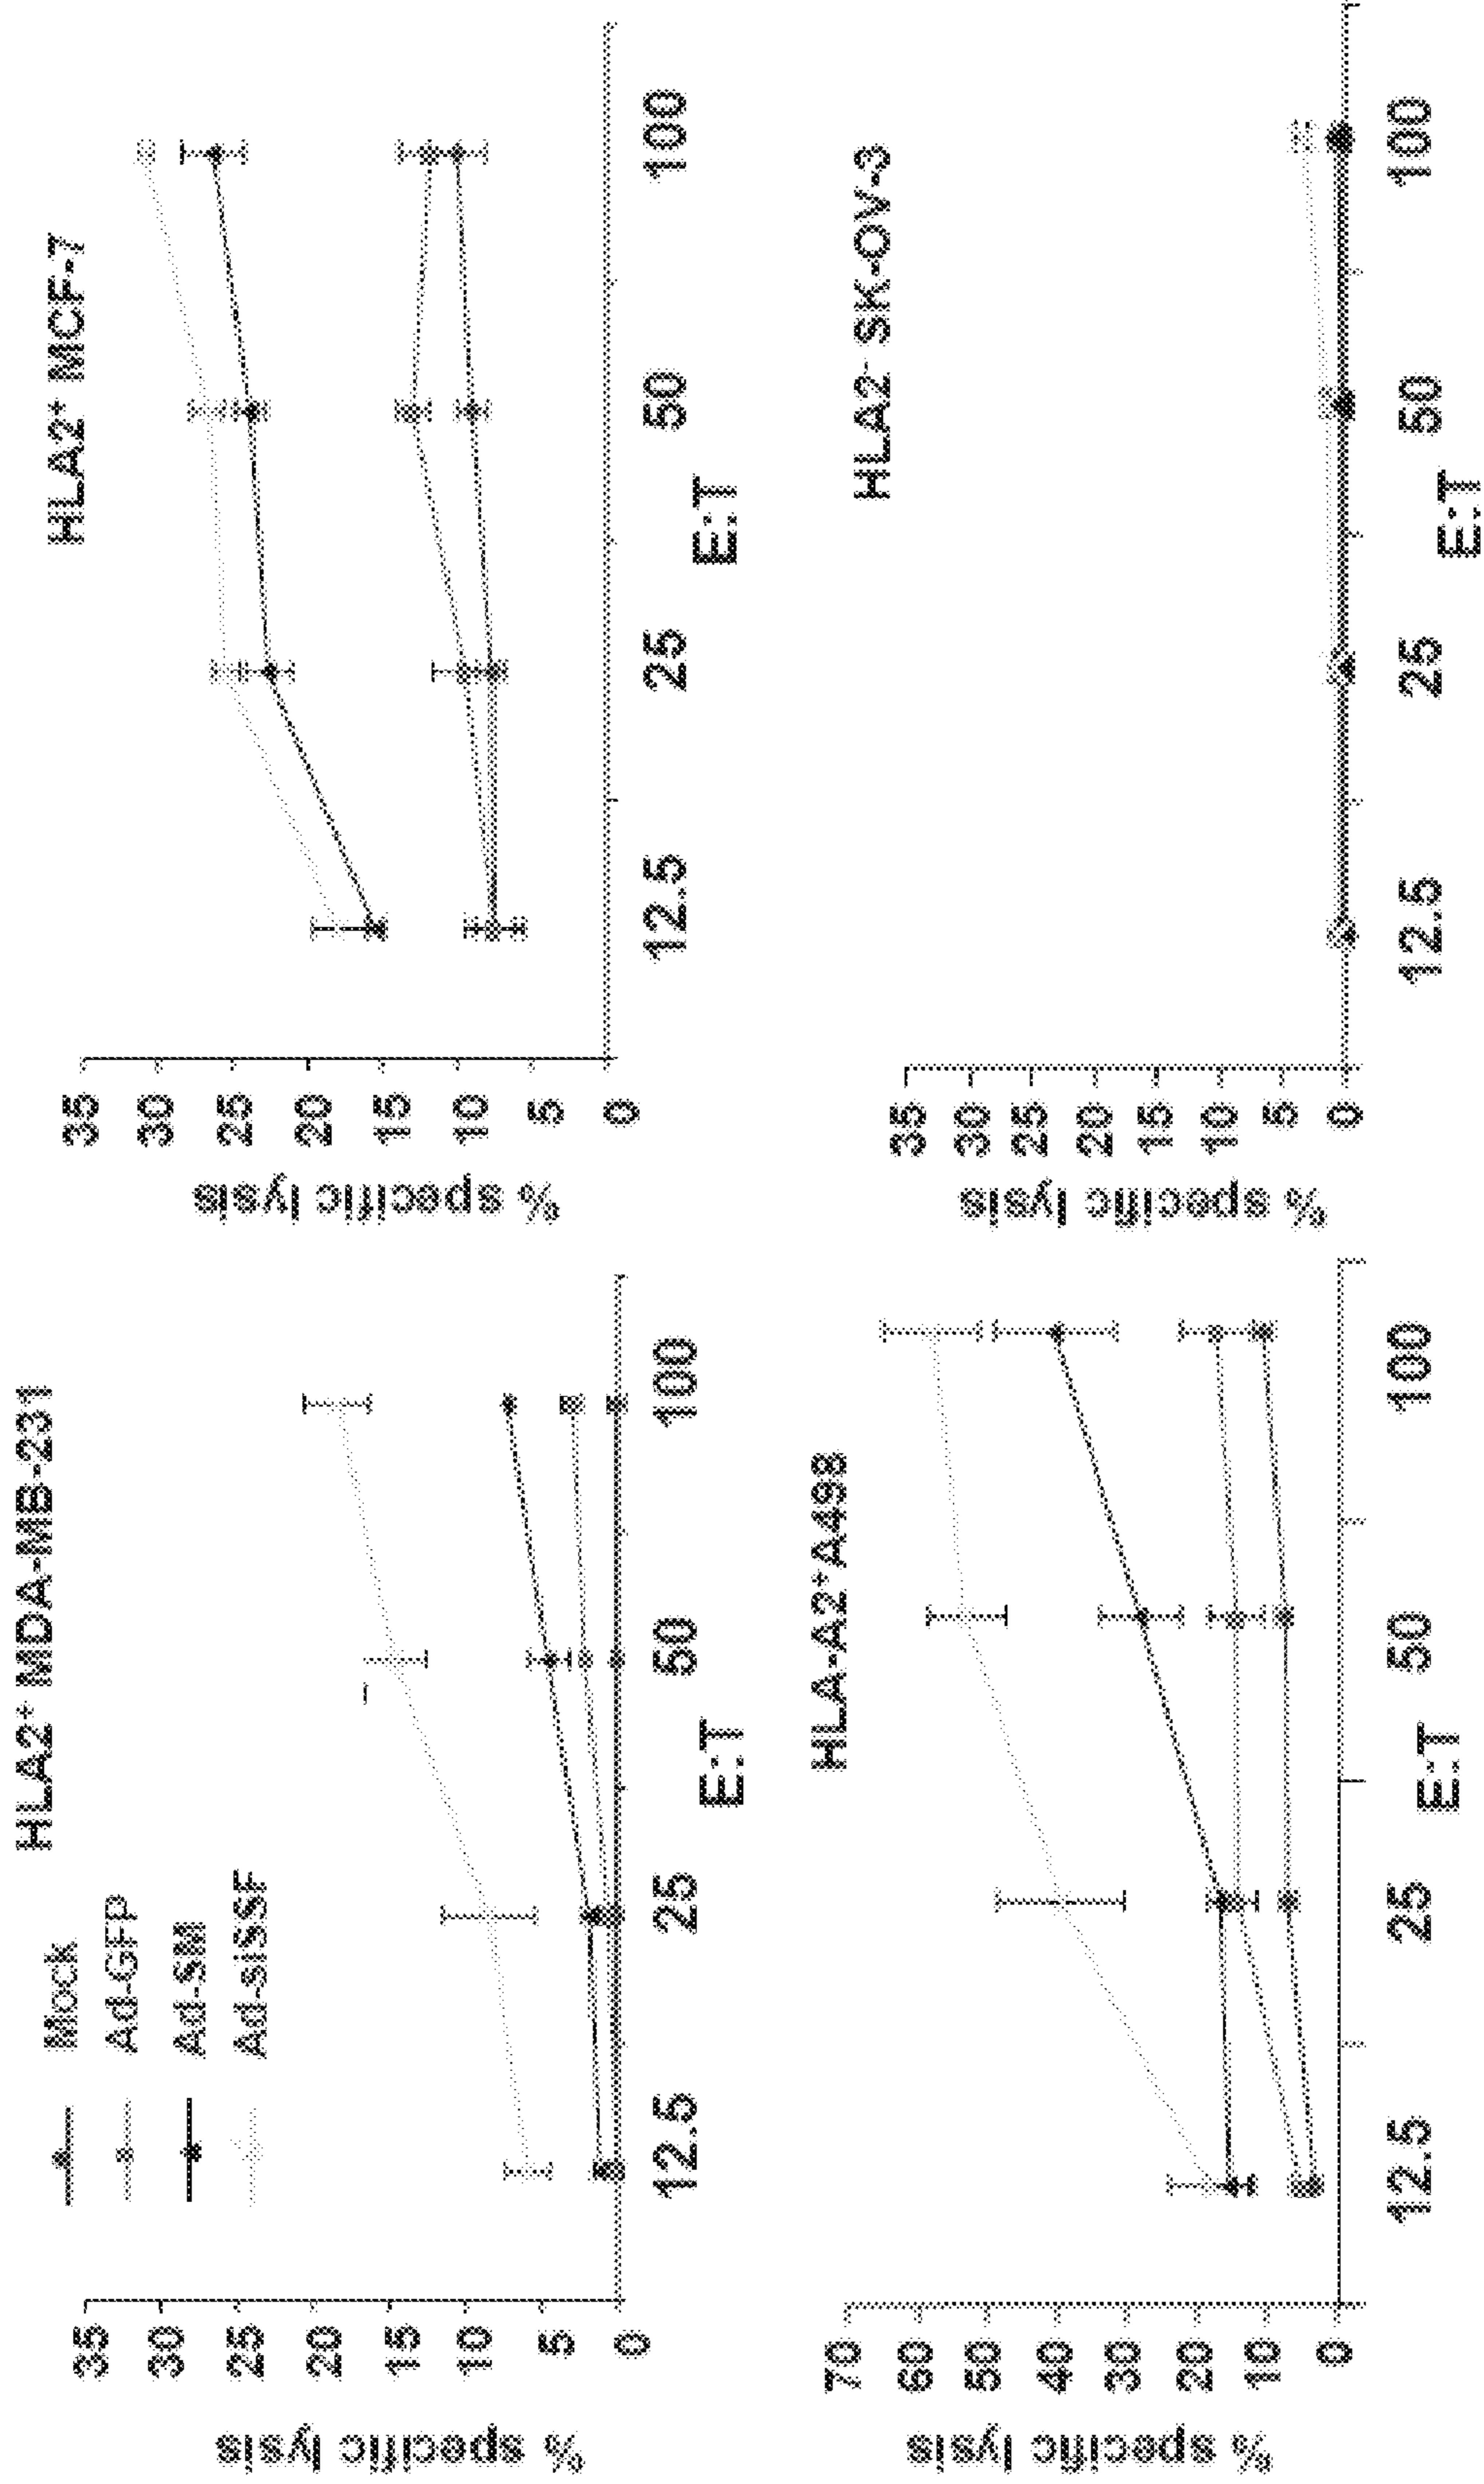 HLA2⁺ MDA-MB-231
Mock
Ad-GFP
Ad-SMI
Ad-siSSF
% specific lysis
35
30
25
20
15
10
5
0
12.5 25 50 100
E:T
HLA2⁺ MCF-7
% specific lysis
35
30
25
20
15
10
5
0
12.5 25 50 100
E:T
HLA-A2⁺A498
% specific lysis
70
60
50
40
30
20
10
0
12.5 25 50 100
E:T
HLA2⁻ SK-OV-3
% specific lysis
35
30
25
20
15
10
5
0
12.5 25 50 100
E:T